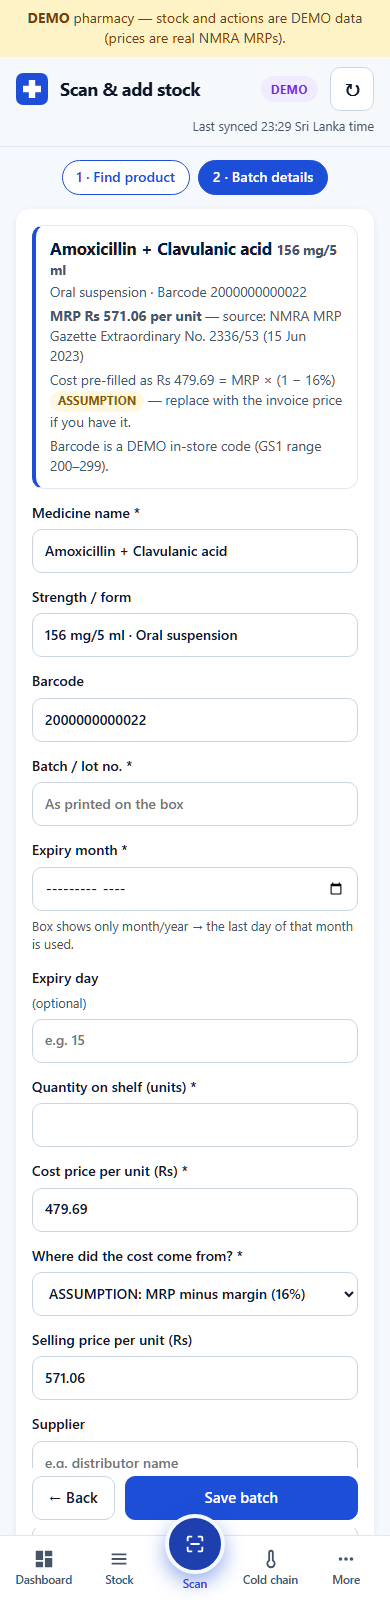 DEMO pharmacy — stock and actions are DEMO data
(prices are real NMRA MRPs).
Scan & add stock
DEMO
↻
Last synced 23:29 Sri Lanka time
1 · Find product
2 · Batch details
Amoxicillin + Clavulanic acid 156 mg/5
ml
Oral suspension · Barcode 2000000000022
MRP Rs 571.06 per unit — source: NMRA MRP
Gazette Extraordinary No. 2336/53 (15 Jun
2023)
Cost pre-filled as Rs 479.69 = MRP × (1 − 16%)
ASSUMPTION — replace with the invoice price
if you have it.
Barcode is a DEMO in-store code (GS1 range
200–299).
Medicine name *
Amoxicillin + Clavulanic acid
Strength / form
156 mg/5 ml · Oral suspension
Barcode
2000000000022
Batch / lot no. *
As printed on the box
Expiry month *
--------- ----
Box shows only month/year → the last day of that month
is used.
Expiry day
(optional)
e.g. 15
Quantity on shelf (units) *
Cost price per unit (Rs) *
479.69
Where did the cost come from? *
ASSUMPTION: MRP minus margin (16%)
Selling price per unit (Rs)
571.06
Supplier
e.g. distributor name
← Back
Save batch
Dashboard
Stock
Scan
Cold chain
More